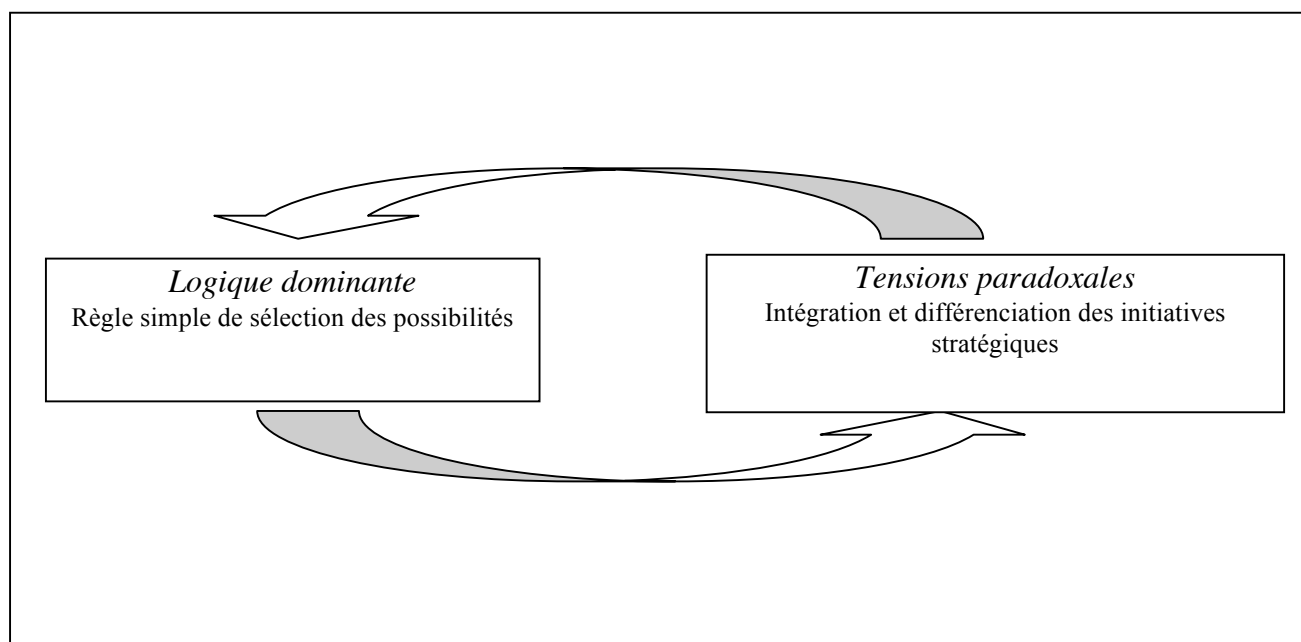 Logique dominante
Règle simple de sélection des possibilités
Tensions paradoxales
Intégration et différenciation des initiatives
stratégiques